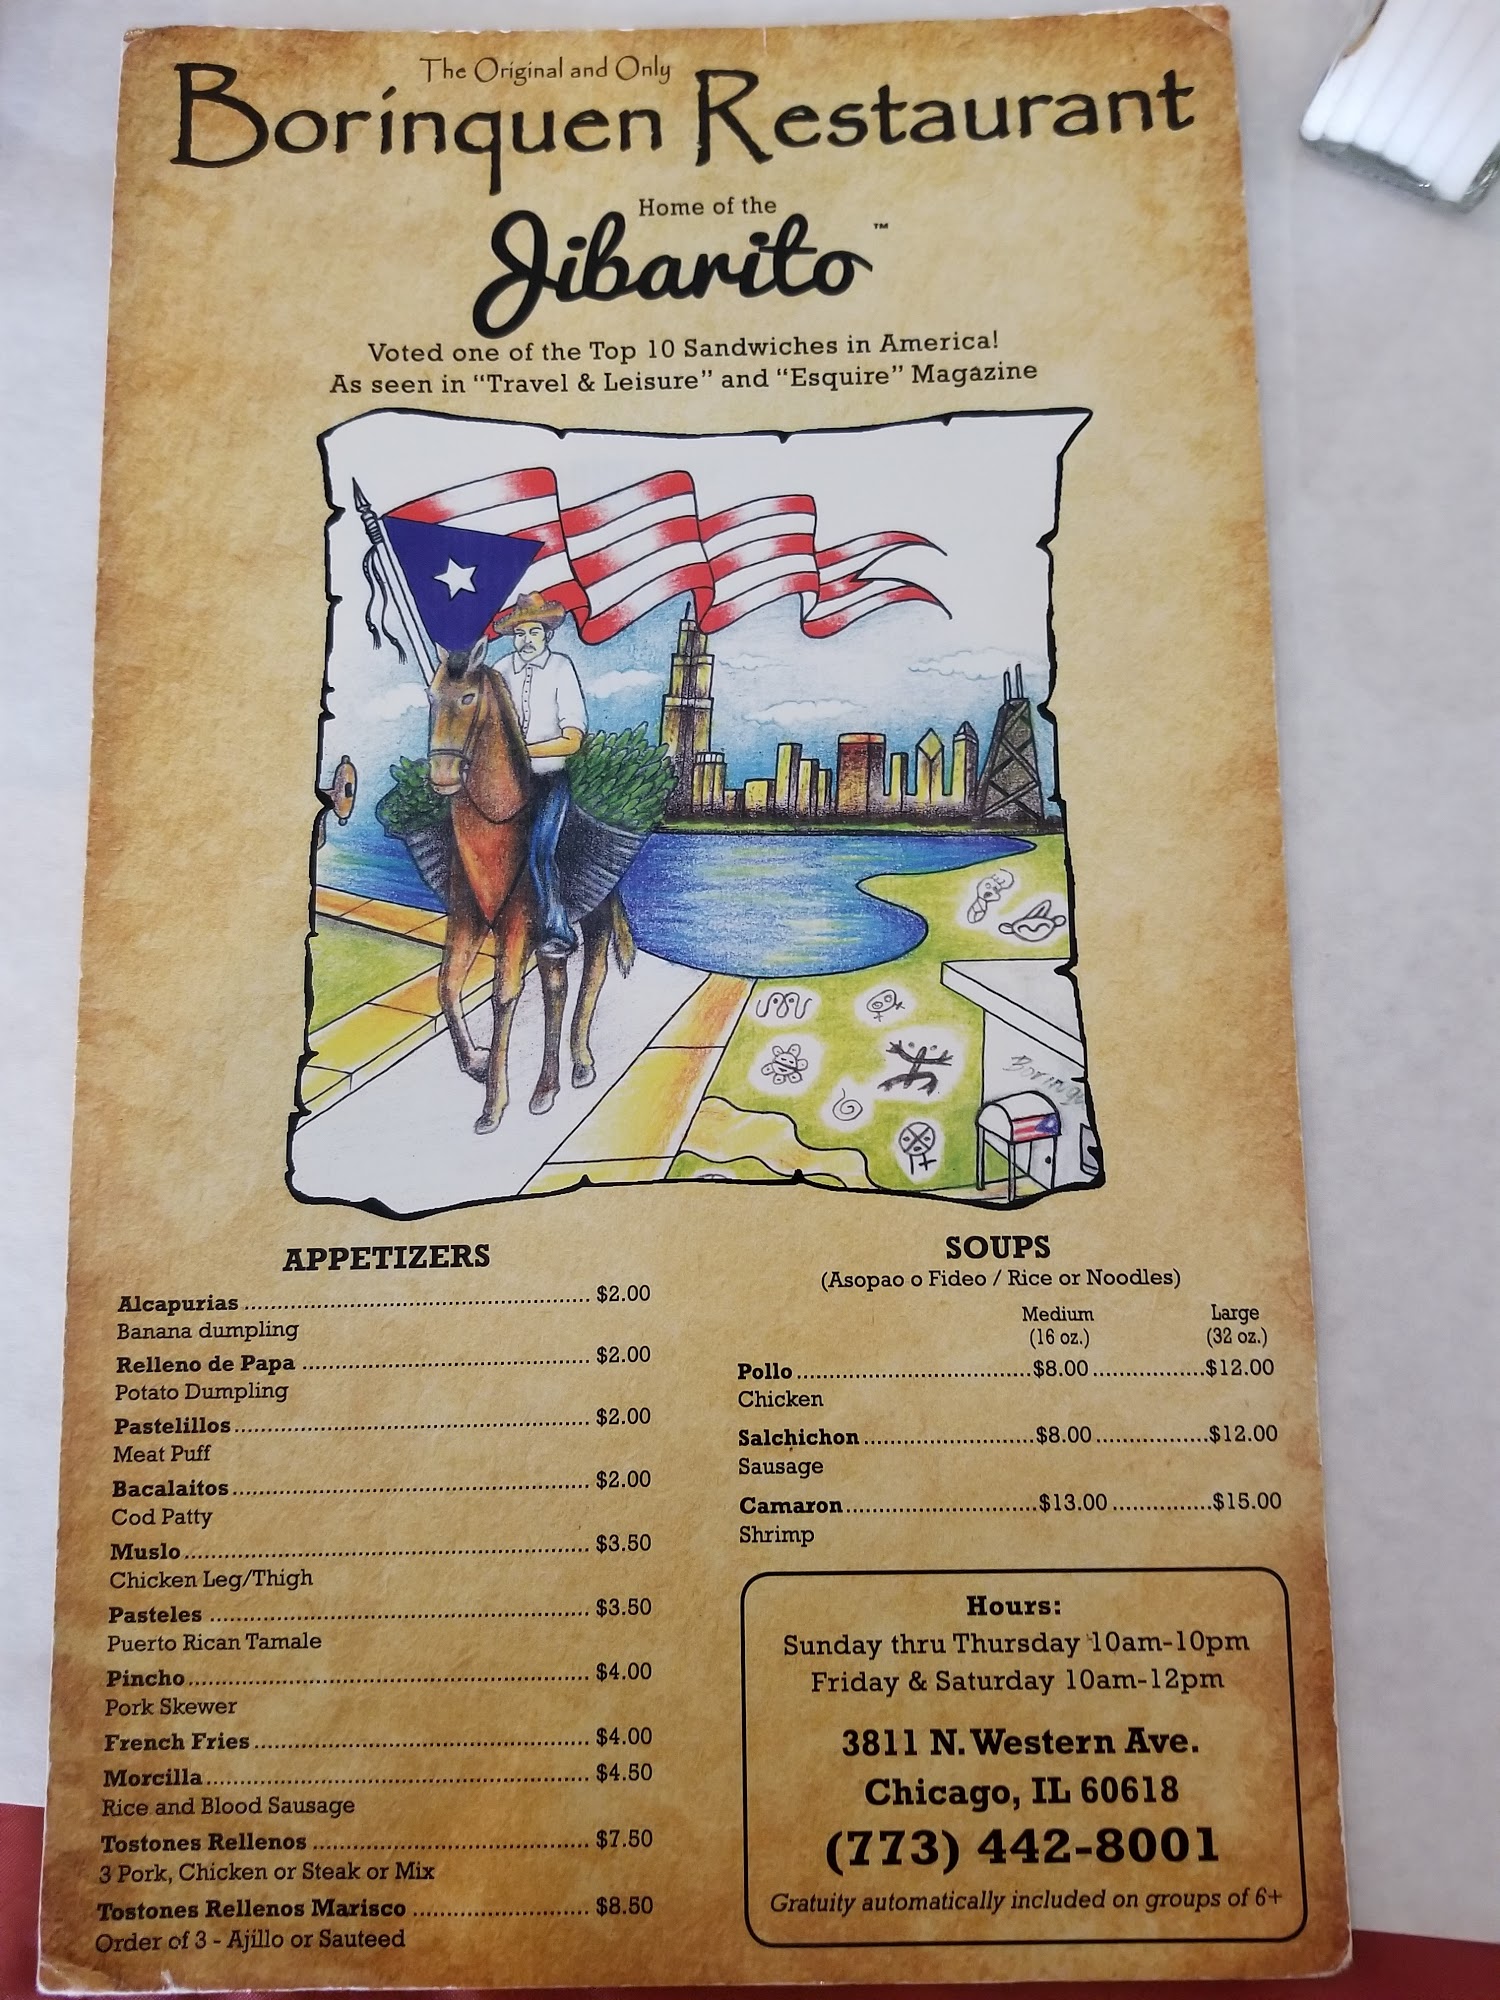 The Original and Only
Borinquen Restaurant
Home of the
Jibarito™
Voted one of the Top 10 Sandwiches in America!
As seen in “Travel & Leisure” and “Esquire” Magazine
APPETIZERS
Alcapurias ... $2.00
Banana dumpling
Relleno de Papa ... $2.00
Potato Dumpling
Pastelillos ... $2.00
Meat Puff
Bacalaitos ... $2.00
Cod Patty
Muslo ... $3.50
Chicken Leg/Thigh
Pasteles ... $3.50
Puerto Rican Tamale
Pincho ... $4.00
Pork Skewer
French Fries ... $4.00
Morcilla ... $4.50
Rice and Blood Sausage
Tostones Rellenos ... $7.50
3 Pork, Chicken or Steak or Mix
Tostones Rellenos Marisco ... $8.50
Order of 3 - Ajillo or Sauteed
SOUPS
(Asopao o Fideo / Rice or Noodles)
Medium Large
(16 oz.) (32 oz.)
Pollo ... $8.00 ... $12.00
Chicken
Salchichon ... $8.00 ... $12.00
Sausage
Camaron ... $13.00 ... $15.00
Shrimp
Hours:
Sunday thru Thursday 10am-10pm
Friday & Saturday 10am-12pm
3811 N. Western Ave.
Chicago, IL 60618
(773) 442-8001
Gratuity automatically included on groups of 6+